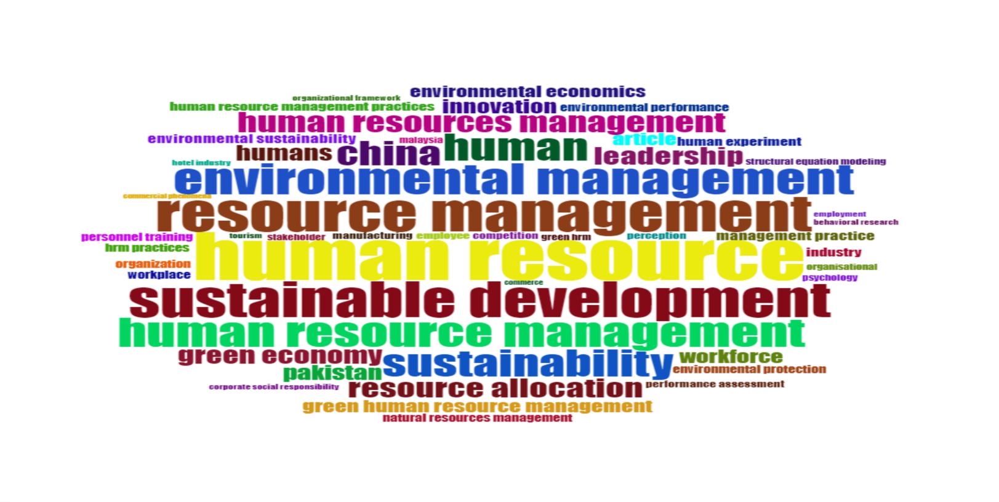 environmental economics
organizational framework
human resource management practices innovation environmental performance
human resources management
environmental sustainability malaysia human article human experiment
humans china leadership structural equation modeling
hotel industry
environmental management
commercial phenomena
resource management
employment
behavioral research
personnel training tourism stakeholder manufacturing employee competition green hrm perception management practice
hrm practices human resource industry
organization organisational
workplace psychology
commerce
sustainable development
human resource management
green economy sustainability workforce
pakistan environmental protection
corporate social responsibility resource allocation performance assessment
green human resource management
natural resources management